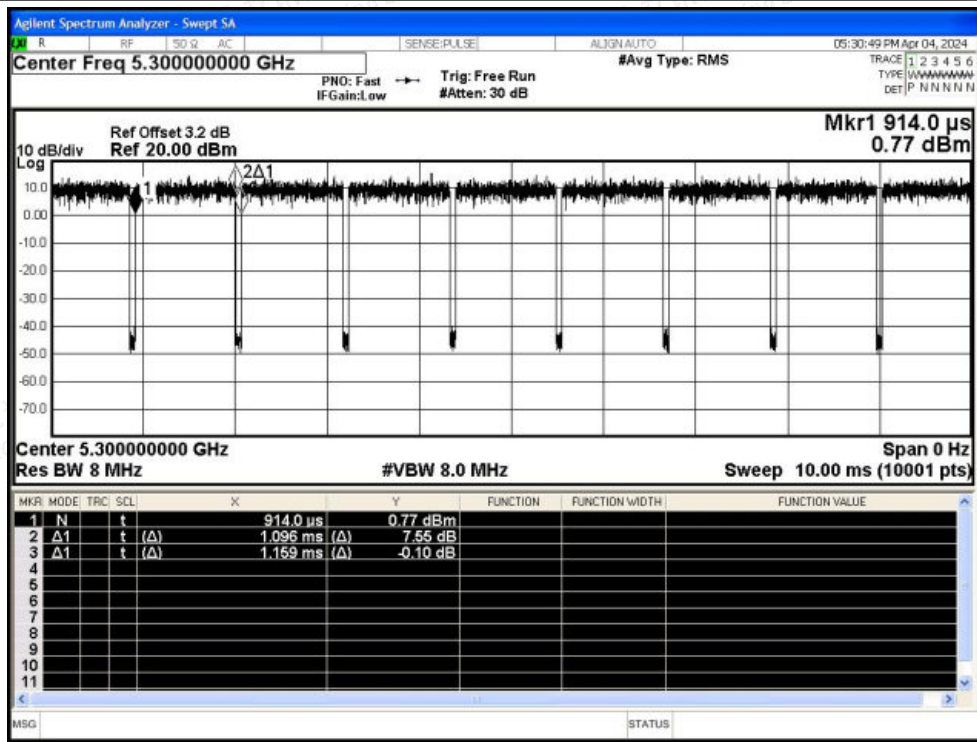 Agilent Spectrum Analyzer - Swept SA
LXI R RF 50 Ω AC SENSE:PULSE ALIGN AUTO 05:30:49 PM Apr 04, 2024
Center Freq 5.300000000 GHz #Avg Type: RMS TRACE 1 2 3 4 5 6
PNO: Fast Trig: Free Run TYPE WWWWWW
IFGain:Low #Atten: 30 dB DET P N N N N N
Mkr1 914.0 µs
Ref Offset 3.2 dB
10 dB/div Ref 20.00 dBm 0.77 dBm
Log
2Δ1
10.0
1
0.00
-10.0
-20.0
-30.0
-40.0
-50.0
-60.0
-70.0
Center 5.300000000 GHz Span 0 Hz
Res BW 8 MHz #VBW 8.0 MHz Sweep 10.00 ms (10001 pts)
MKR MODE TRC SCL X Y FUNCTION FUNCTION WIDTH FUNCTION VALUE
1 N t 914.0 µs 0.77 dBm
2 Δ1 t (Δ) 1.096 ms (Δ) 7.55 dB
3 Δ1 t (Δ) 1.159 ms (Δ) -0.10 dB
4
5
6
7
8
9
10
11
MSG STATUS